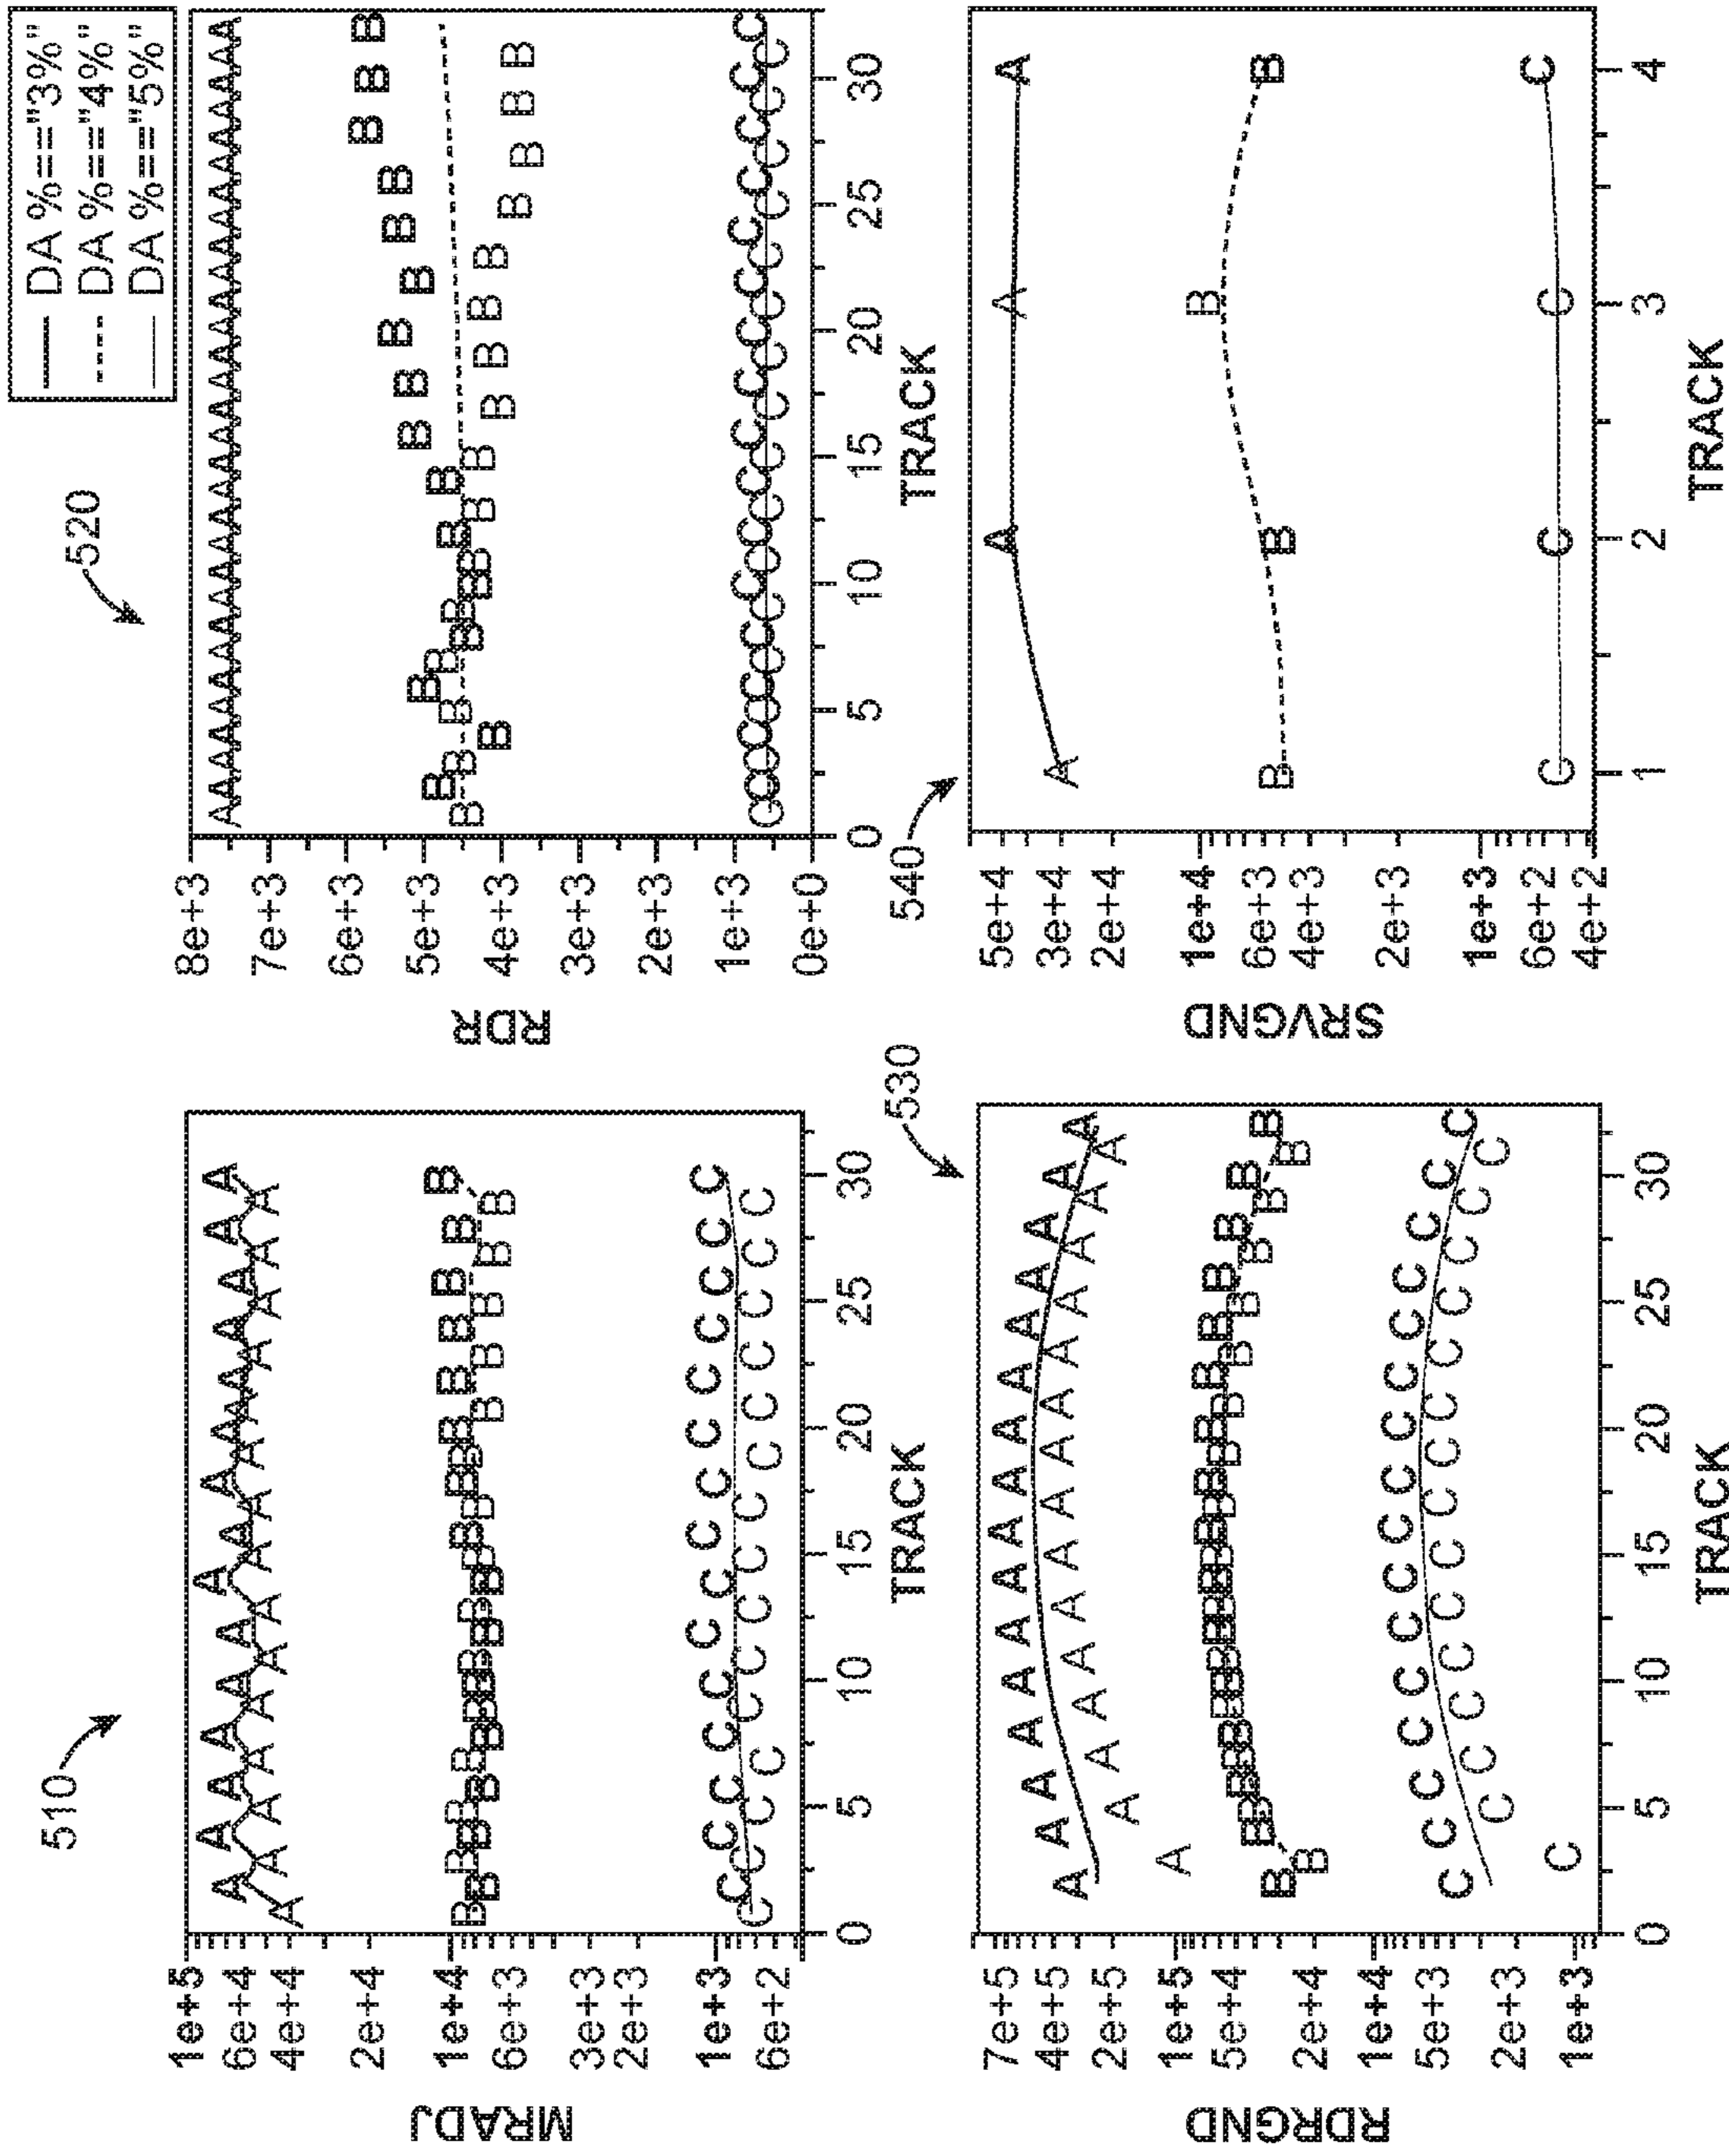 DA %=="3%"
DA %=="4%"
DA %=="5%"
510
MRADJ
1e+5
6e+4
4e+4
2e+4
1e+4
6e+3
3e+3
2e+3
1e+3
6e+2
0 5 10 15 20 25 30
TRACK
520
RDR
8e+3
7e+3
6e+3
5e+3
4e+3
3e+3
2e+3
1e+3
0e+0
0 5 10 15 20 25 30
TRACK
530
RDRGND
7e+5
4e+5
2e+5
1e+5
5e+4
2e+4
1e+4
5e+3
2e+3
1e+3
0 5 10 15 20 25 30
TRACK
540
SRVGND
5e+4
3e+4
2e+4
1e+4
6e+3
4e+3
2e+3
1e+3
6e+2
4e+2
1 2 3 4
TRACK